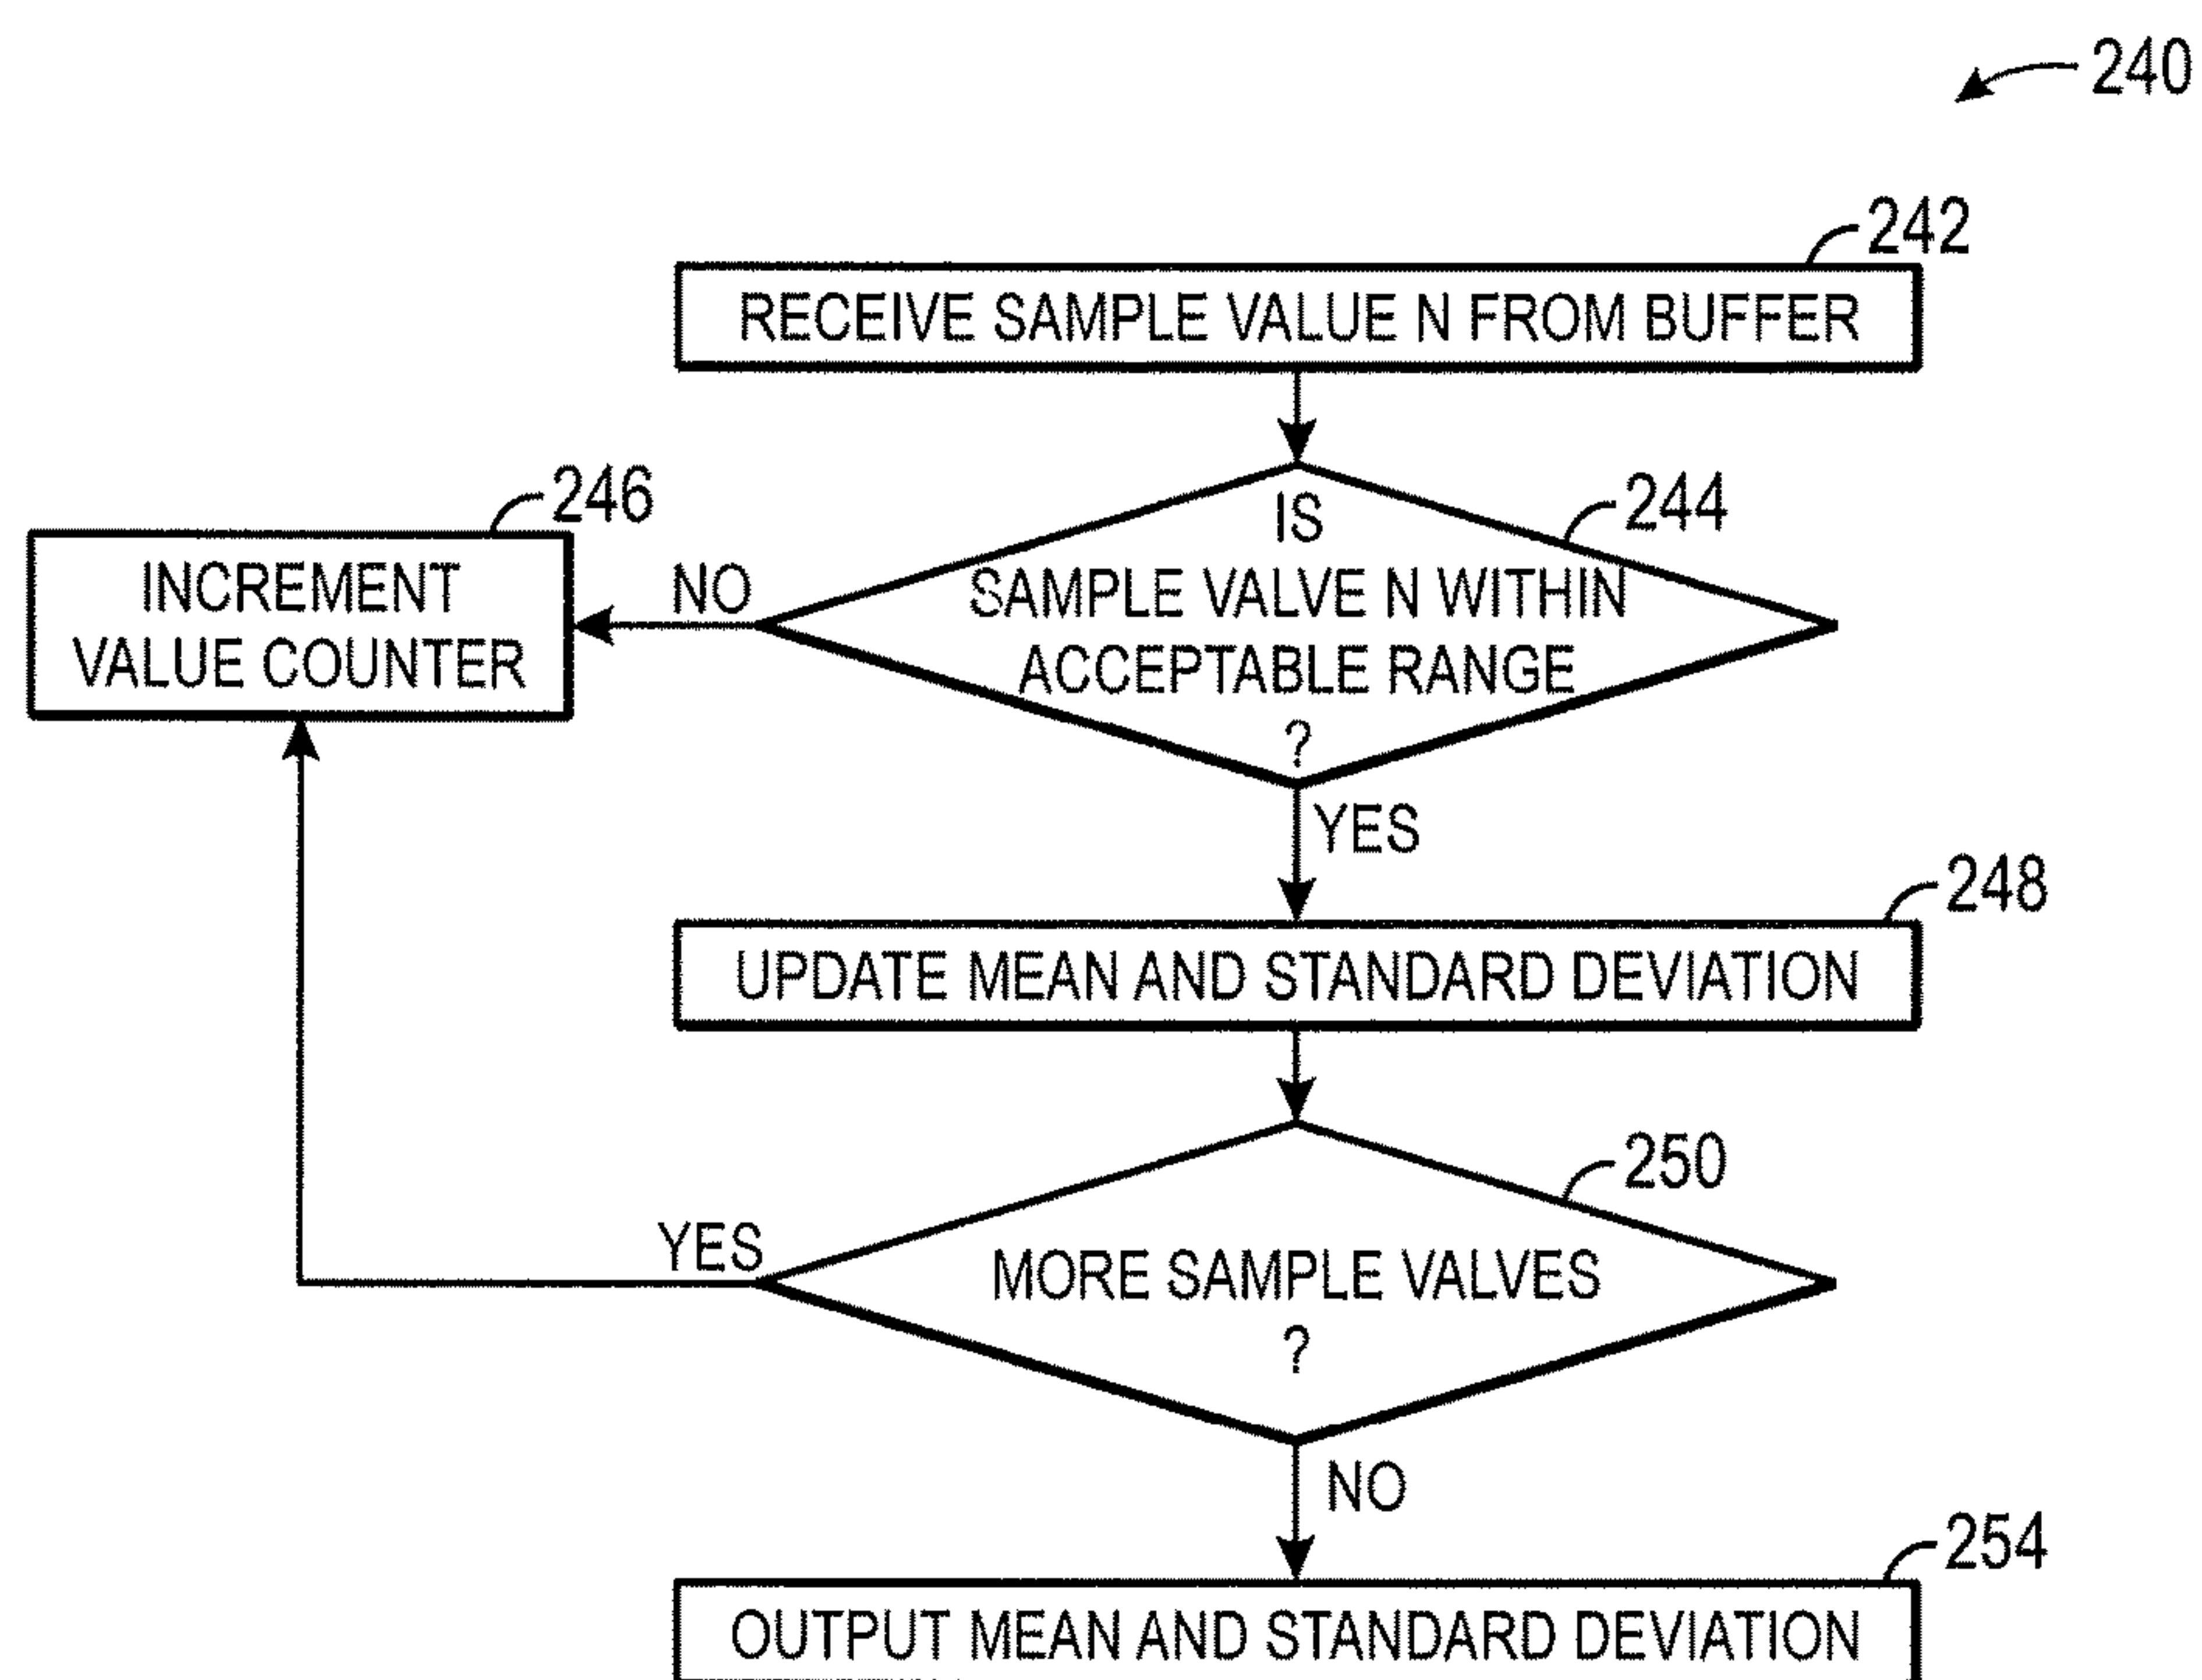 240
242
RECEIVE SAMPLE VALUE N FROM BUFFER
246
INCREMENT
VALUE COUNTER
NO
244
IS
SAMPLE VALVE N WITHIN
ACCEPTABLE RANGE
?
YES
248
UPDATE MEAN AND STANDARD DEVIATION
250
YES
MORE SAMPLE VALVES
?
NO
254
OUTPUT MEAN AND STANDARD DEVIATION